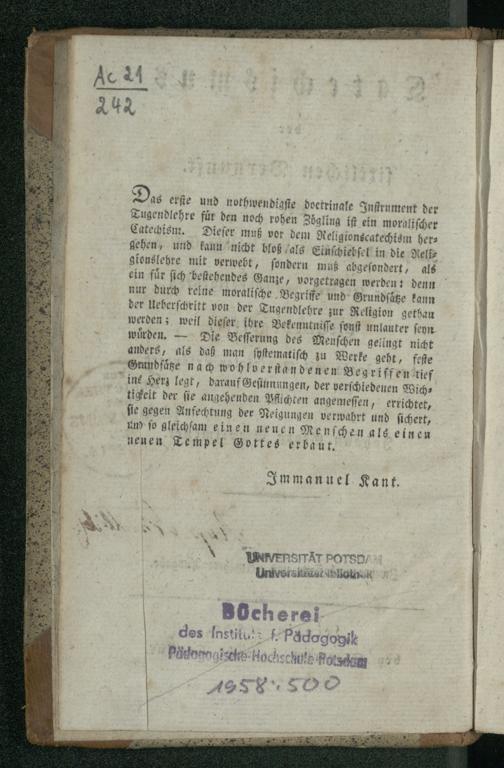 Ac 21
242
Das erste und nothwendigste doctrinale Instrument der
Tugendlehre für den noch rohen Zögling ist ein moralischer
Catechism. Dieser muß vor dem Religionscatechism her-
gehen, und kann nicht bloß als Einschiebsel in die Reli-
gionslehre mit verwebt, sondern muß abgesondert, als
ein für sich bestehendes Ganze, vorgetragen werden: denn
nur durch reine moralische Begriffe und Grundsätze kann
der Ueberschritt von der Tugendlehre zur Religion gethan
werden; weil dieser ihre Bekenntnisse sonst unlauter seyn
würden. — Die Besserung des Menschen gelingt nicht
anders, als daß man systematisch zu Werke geht, feste
Grundsätze nach wohlverstandenen Begriffen tief
ins Herz legt, darauf Gesinnungen, der verschiedenen Wich-
tigkeit der sie angehenden Pflichten angemessen, errichtet,
sie gegen Anfechtung der Neigungen verwahrt und sichert,
und so gleichsam einen neuen Menschen als einen
neuen Tempel Gottes erbaut.
Immanuel Kant.
UNIVERSITÄT POTSDAM
Universitätsbibliothek
Bücherei
des Instituts f. Pädagogik
Pädagogische Hochschule Potsdam
1958:500